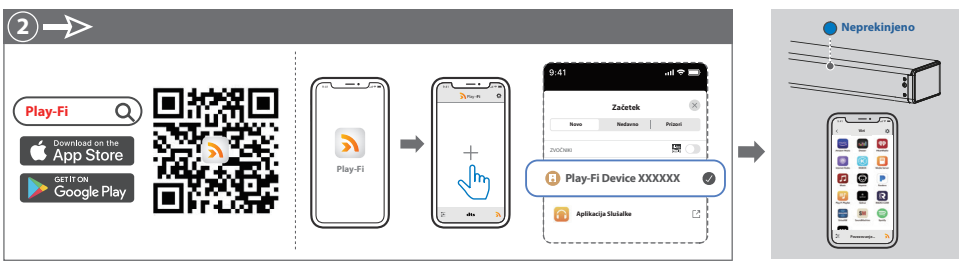 2
Play-Fi
Download on the
App Store
GET IT ON
Google Play
Play-Fi
Play-Fi
dts
9:41
Začetek
Novo
Nedavno
Prizori
ZVOČNIKI
Play-Fi Device XXXXXX
Aplikacija Slušalke
Neprekinjeno